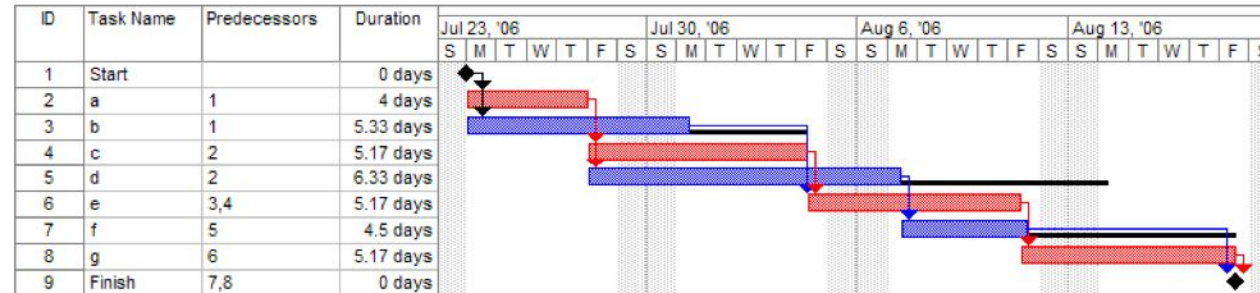 ID Task Name Predecessors Duration
Jul 23, '06 Jul 30, '06 Aug 6, '06 Aug 13, '06
S M T W T F S S M T W T F S S M T W T F S S M T W T F S
1 Start 0 days
2 a 1 4 days
3 b 1 5.33 days
4 c 2 5.17 days
5 d 2 6.33 days
6 e 3,4 5.17 days
7 f 5 4.5 days
8 g 6 5.17 days
9 Finish 7,8 0 days